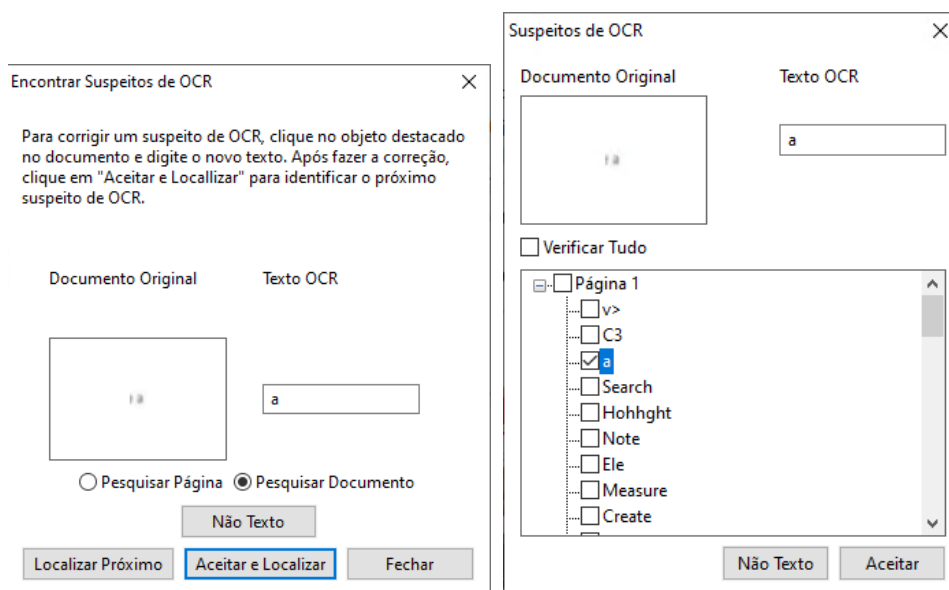 Encontrar Suspeitos de OCR
Para corrigir um suspeito de OCR, clique no objeto destacado
no documento e digite o novo texto. Após fazer a correção,
clique em "Aceitar e Locallizar" para identificar o próximo
suspeito de OCR.
Documento Original Texto OCR
a
Pesquisar Página Pesquisar Documento
Não Texto
Localizar Próximo Aceitar e Localizar Fechar
Suspeitos de OCR
Documento Original Texto OCR
a
Verificar Tudo
Página 1
v>
C3
a
Search
Hohhght
Note
Ele
Measure
Create
Não Texto Aceitar